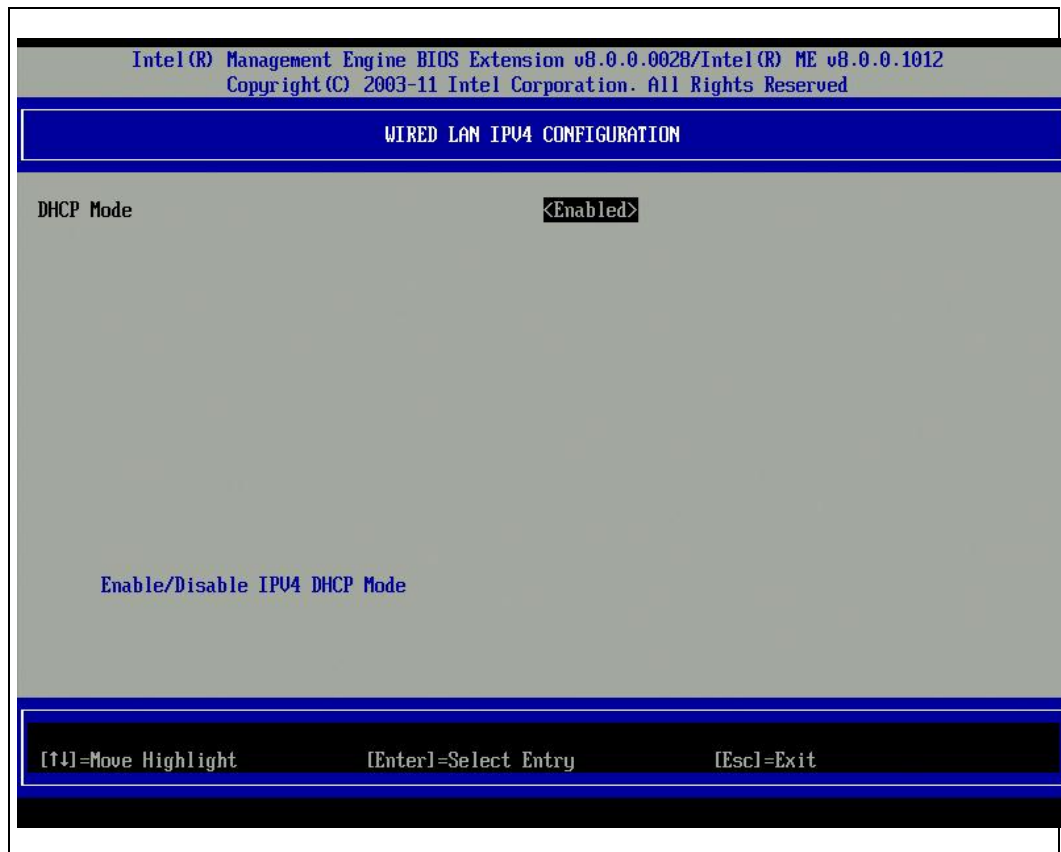 Intel(R) Management Engine BIOS Extension v8.0.0.0028/Intel(R) ME v8.0.0.1012
Copyright(C) 2003-11 Intel Corporation. All Rights Reserved
WIRED LAN IPV4 CONFIGURATION
DHCP Mode <Enabled>
Enable/Disable IPV4 DHCP Mode
[↑↓]=Move Highlight [Enter]=Select Entry [Esc]=Exit